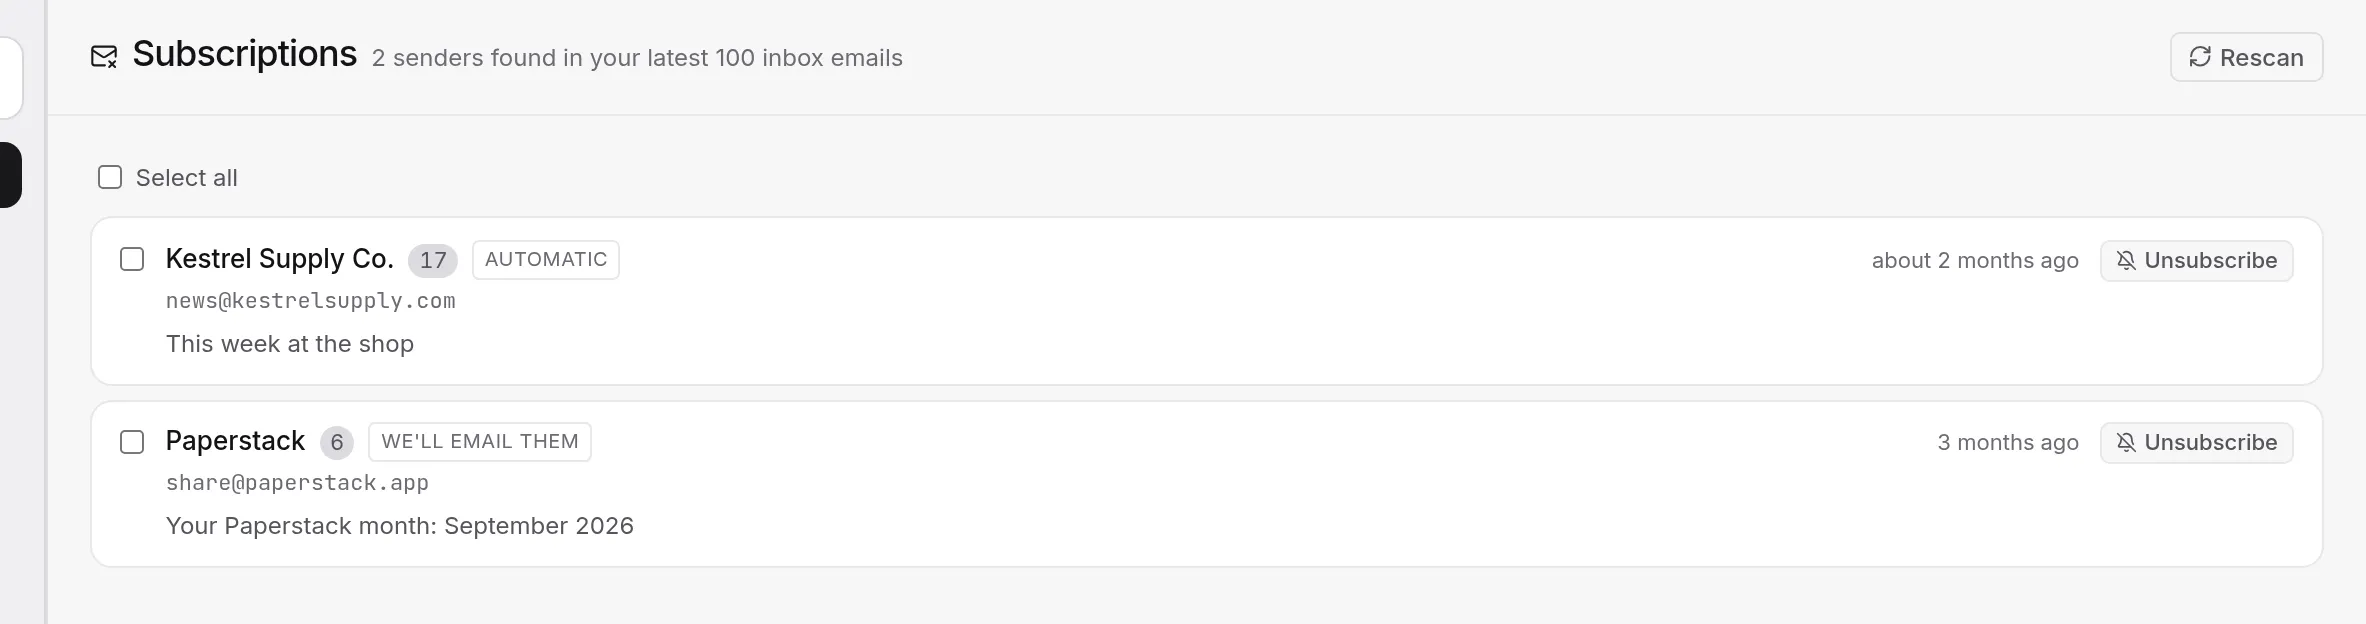 Subscriptions 2 senders found in your latest 100 inbox emails Rescan
Select all
Kestrel Supply Co. 17 AUTOMATIC about 2 months ago Unsubscribe
news@kestrelsupply.com
This week at the shop
Paperstack 6 WE'LL EMAIL THEM 3 months ago Unsubscribe
share@paperstack.app
Your Paperstack month: September 2026